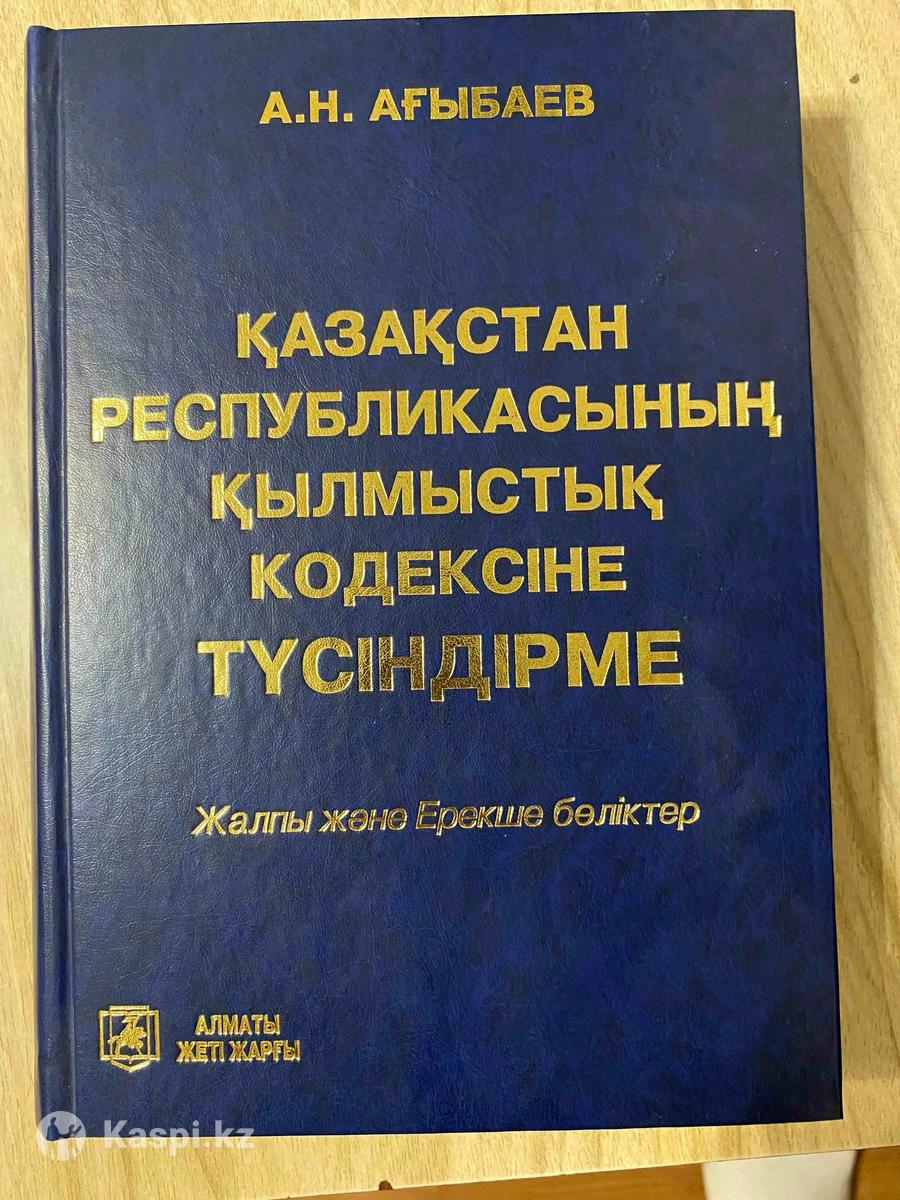 А.Н. АҒЫБАЕВ
ҚАЗАҚСТАН
РЕСПУБЛИКАСЫНЫҢ
ҚЫЛМЫСТЫҚ
КОДЕКСІНЕ
ТҮСІНДІРМЕ
Жалпы және Ерекше бөліктер
АЛМАТЫ
ЖЕТІ ЖАРҒЫ
Kaspi.kz